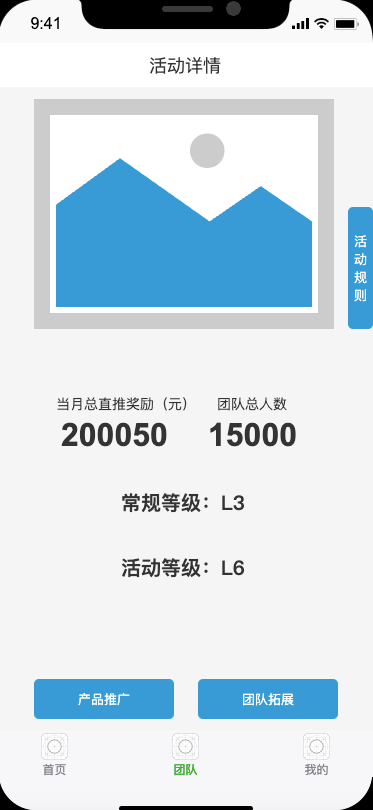 9:41
活动详情
活动规则
当月总直推奖励（元） 团队总人数
200050 15000
常规等级：L3
活动等级：L6
产品推广 团队拓展
首页 团队 我的